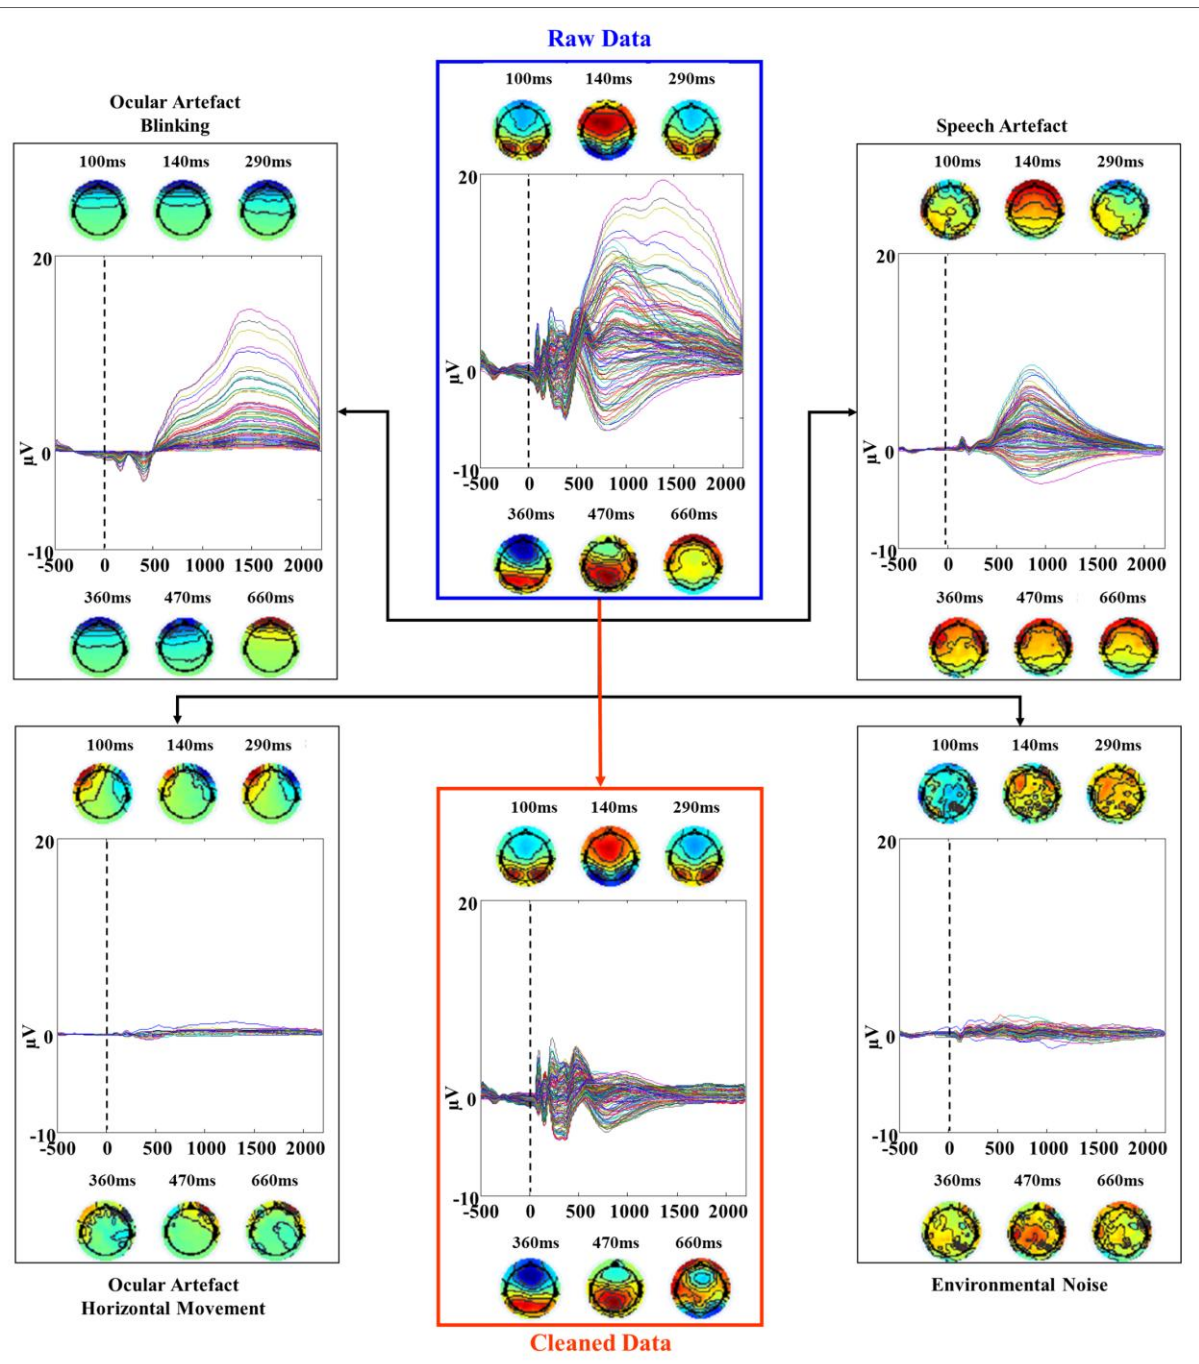 Raw Data
100ms 140ms 290ms
20
0
μV
-10
-500 0 500 1000 1500 2000
360ms 470ms 660ms
Ocular Artefact
Blinking
100ms 140ms 290ms
20
0
μV
-10
-500 0 500 1000 1500 2000
360ms 470ms 660ms
Speech Artefact
100ms 140ms 290ms
20
0
μV
-10
-500 0 500 1000 1500 2000
360ms 470ms 660ms
100ms 140ms 290ms
20
0
μV
-10
-500 0 500 1000 1500 2000
360ms 470ms 660ms
Ocular Artefact
Horizontal Movement
100ms 140ms 290ms
20
0
μV
-10
-500 0 500 1000 1500 2000
360ms 470ms 660ms
Cleaned Data
100ms 140ms 290ms
20
0
μV
-10
-500 0 500 1000 1500 2000
360ms 470ms 660ms
Environmental Noise